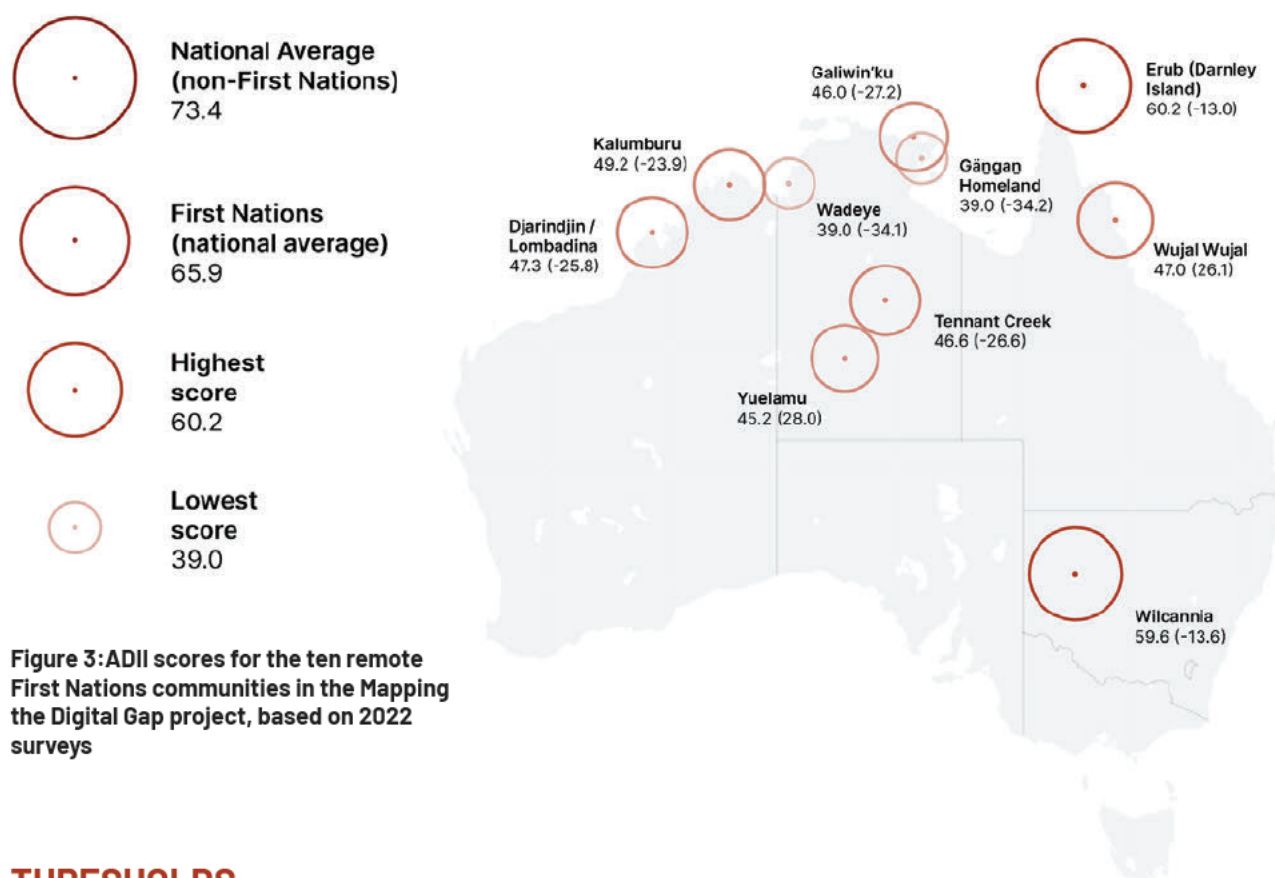 National Average
(non-First Nations)
73.4
First Nations
(national average)
65.9
Highest
score
60.2
Lowest
score
39.0
Galiwin'ku
46.0 (-27.2)
Erub (Darnley
Island)
60.2 (-13.0)
Kalumburu
49.2 (-23.9)
Gäṉgaṉ
Homeland
39.0 (-34.2)
Wadeye
39.0 (-34.1)
Djarindjin /
Lombadina
47.3 (-25.8)
Wujal Wujal
47.0 (26.1)
Tennant Creek
46.6 (-26.6)
Yuelamu
45.2 (28.0)
Wilcannia
59.6 (-13.6)
Figure 3:ADII scores for the ten remote
First Nations communities in the Mapping
the Digital Gap project, based on 2022
surveys
THRESHOLDS